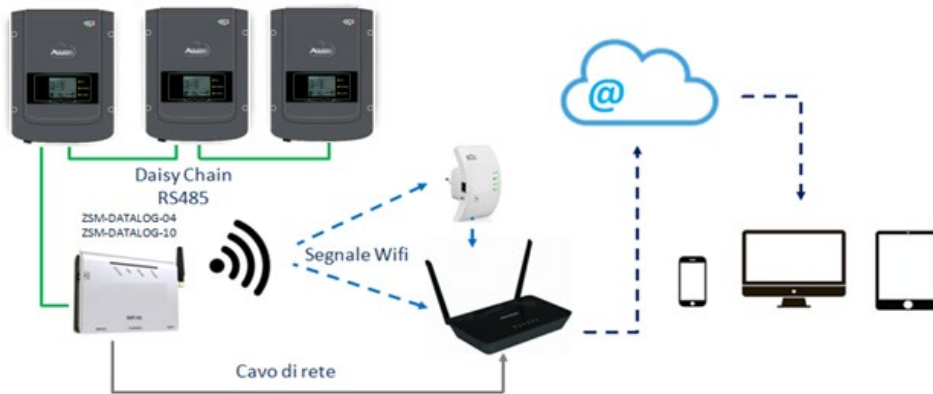 @
Daisy Chain
RS485
ZSM-DATALOG-04
ZSM-DATALOG-10
Segnale Wifi
Cavo di rete